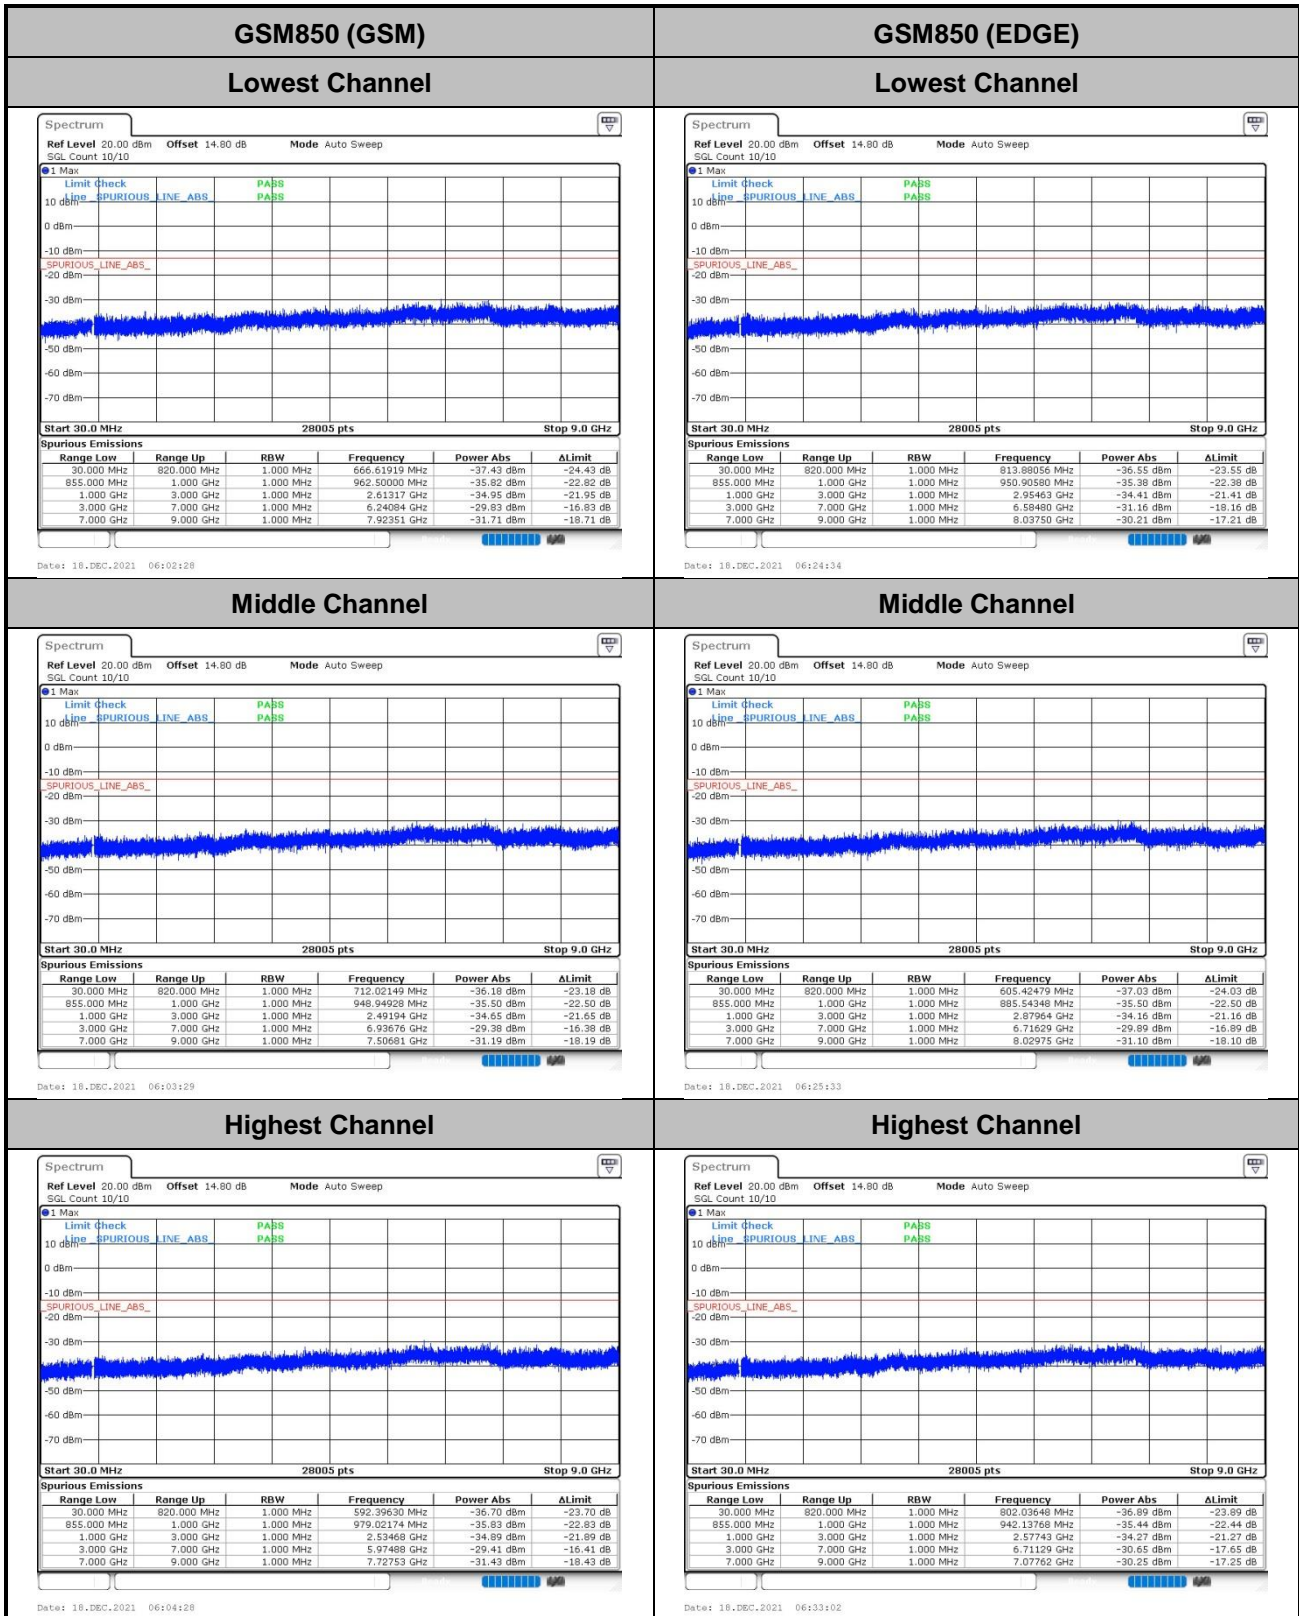 GSM850 (GSM)
GSM850 (EDGE)
Lowest Channel
Lowest Channel
Spectrum
Ref Level 20.00 dBm Offset 14.80 dB Mode Auto Sweep
SGL Count 10/10
1 Max
Limit Check PASS
Line _SPURIOUS_LINE_ABS_ PASS
10 dBm
0 dBm
-10 dBm
_SPURIOUS_LINE_ABS_
-20 dBm
-30 dBm
-50 dBm
-60 dBm
-70 dBm
Start 30.0 MHz 28005 pts Stop 9.0 GHz
Spurious Emissions
Range Low Range Up RBW Frequency Power Abs ΔLimit
30.000 MHz 820.000 MHz 1.000 MHz 666.61919 MHz -37.43 dBm -24.43 dB
855.000 MHz 1.000 GHz 1.000 MHz 962.50000 MHz -35.82 dBm -22.82 dB
1.000 GHz 3.000 GHz 1.000 MHz 2.61317 GHz -34.95 dBm -21.95 dB
3.000 GHz 7.000 GHz 1.000 MHz 6.24084 GHz -29.83 dBm -16.83 dB
7.000 GHz 9.000 GHz 1.000 MHz 7.92351 GHz -31.71 dBm -18.71 dB
Date: 18.DEC.2021 06:02:28
Spectrum
Ref Level 20.00 dBm Offset 14.80 dB Mode Auto Sweep
SGL Count 10/10
1 Max
Limit Check PASS
Line _SPURIOUS_LINE_ABS_ PASS
10 dBm
0 dBm
-10 dBm
_SPURIOUS_LINE_ABS_
-20 dBm
-30 dBm
-50 dBm
-60 dBm
-70 dBm
Start 30.0 MHz 28005 pts Stop 9.0 GHz
Spurious Emissions
Range Low Range Up RBW Frequency Power Abs ΔLimit
30.000 MHz 820.000 MHz 1.000 MHz 813.88056 MHz -36.55 dBm -23.55 dB
855.000 MHz 1.000 GHz 1.000 MHz 950.90580 MHz -35.38 dBm -22.38 dB
1.000 GHz 3.000 GHz 1.000 MHz 2.95463 GHz -34.41 dBm -21.41 dB
3.000 GHz 7.000 GHz 1.000 MHz 6.58480 GHz -31.16 dBm -18.16 dB
7.000 GHz 9.000 GHz 1.000 MHz 8.03750 GHz -30.21 dBm -17.21 dB
Date: 18.DEC.2021 06:24:34
Middle Channel
Middle Channel
Spectrum
Ref Level 20.00 dBm Offset 14.80 dB Mode Auto Sweep
SGL Count 10/10
1 Max
Limit Check PASS
Line _SPURIOUS_LINE_ABS_ PASS
10 dBm
0 dBm
-10 dBm
_SPURIOUS_LINE_ABS_
-20 dBm
-30 dBm
-50 dBm
-60 dBm
-70 dBm
Start 30.0 MHz 28005 pts Stop 9.0 GHz
Spurious Emissions
Range Low Range Up RBW Frequency Power Abs ΔLimit
30.000 MHz 820.000 MHz 1.000 MHz 712.02149 MHz -36.18 dBm -23.18 dB
855.000 MHz 1.000 GHz 1.000 MHz 948.94928 MHz -35.50 dBm -22.50 dB
1.000 GHz 3.000 GHz 1.000 MHz 2.49194 GHz -34.65 dBm -21.65 dB
3.000 GHz 7.000 GHz 1.000 MHz 6.93676 GHz -29.38 dBm -16.38 dB
7.000 GHz 9.000 GHz 1.000 MHz 7.50681 GHz -31.19 dBm -18.19 dB
Date: 18.DEC.2021 06:03:29
Spectrum
Ref Level 20.00 dBm Offset 14.80 dB Mode Auto Sweep
SGL Count 10/10
1 Max
Limit Check PASS
Line _SPURIOUS_LINE_ABS_ PASS
10 dBm
0 dBm
-10 dBm
_SPURIOUS_LINE_ABS_
-20 dBm
-30 dBm
-50 dBm
-60 dBm
-70 dBm
Start 30.0 MHz 28005 pts Stop 9.0 GHz
Spurious Emissions
Range Low Range Up RBW Frequency Power Abs ΔLimit
30.000 MHz 820.000 MHz 1.000 MHz 605.42479 MHz -37.03 dBm -24.03 dB
855.000 MHz 1.000 GHz 1.000 MHz 885.54348 MHz -35.50 dBm -22.50 dB
1.000 GHz 3.000 GHz 1.000 MHz 2.87964 GHz -34.16 dBm -21.16 dB
3.000 GHz 7.000 GHz 1.000 MHz 6.71629 GHz -29.89 dBm -16.89 dB
7.000 GHz 9.000 GHz 1.000 MHz 8.02975 GHz -31.10 dBm -18.10 dB
Date: 18.DEC.2021 06:25:33
Highest Channel
Highest Channel
Spectrum
Ref Level 20.00 dBm Offset 14.80 dB Mode Auto Sweep
SGL Count 10/10
1 Max
Limit Check PASS
Line _SPURIOUS_LINE_ABS_ PASS
10 dBm
0 dBm
-10 dBm
_SPURIOUS_LINE_ABS_
-20 dBm
-30 dBm
-50 dBm
-60 dBm
-70 dBm
Start 30.0 MHz 28005 pts Stop 9.0 GHz
Spurious Emissions
Range Low Range Up RBW Frequency Power Abs ΔLimit
30.000 MHz 820.000 MHz 1.000 MHz 592.39630 MHz -36.70 dBm -23.70 dB
855.000 MHz 1.000 GHz 1.000 MHz 979.02174 MHz -35.83 dBm -22.83 dB
1.000 GHz 3.000 GHz 1.000 MHz 2.53468 GHz -34.89 dBm -21.89 dB
3.000 GHz 7.000 GHz 1.000 MHz 5.97488 GHz -29.41 dBm -16.41 dB
7.000 GHz 9.000 GHz 1.000 MHz 7.72753 GHz -31.43 dBm -18.43 dB
Date: 18.DEC.2021 06:04:28
Spectrum
Ref Level 20.00 dBm Offset 14.80 dB Mode Auto Sweep
SGL Count 10/10
1 Max
Limit Check PASS
Line _SPURIOUS_LINE_ABS_ PASS
10 dBm
0 dBm
-10 dBm
_SPURIOUS_LINE_ABS_
-20 dBm
-30 dBm
-50 dBm
-60 dBm
-70 dBm
Start 30.0 MHz 28005 pts Stop 9.0 GHz
Spurious Emissions
Range Low Range Up RBW Frequency Power Abs ΔLimit
30.000 MHz 820.000 MHz 1.000 MHz 802.03648 MHz -36.89 dBm -23.89 dB
855.000 MHz 1.000 GHz 1.000 MHz 942.13768 MHz -35.44 dBm -22.44 dB
1.000 GHz 3.000 GHz 1.000 MHz 2.57743 GHz -34.27 dBm -21.27 dB
3.000 GHz 7.000 GHz 1.000 MHz 6.71129 GHz -30.65 dBm -17.65 dB
7.000 GHz 9.000 GHz 1.000 MHz 7.07762 GHz -30.25 dBm -17.25 dB
Date: 18.DEC.2021 06:33:02